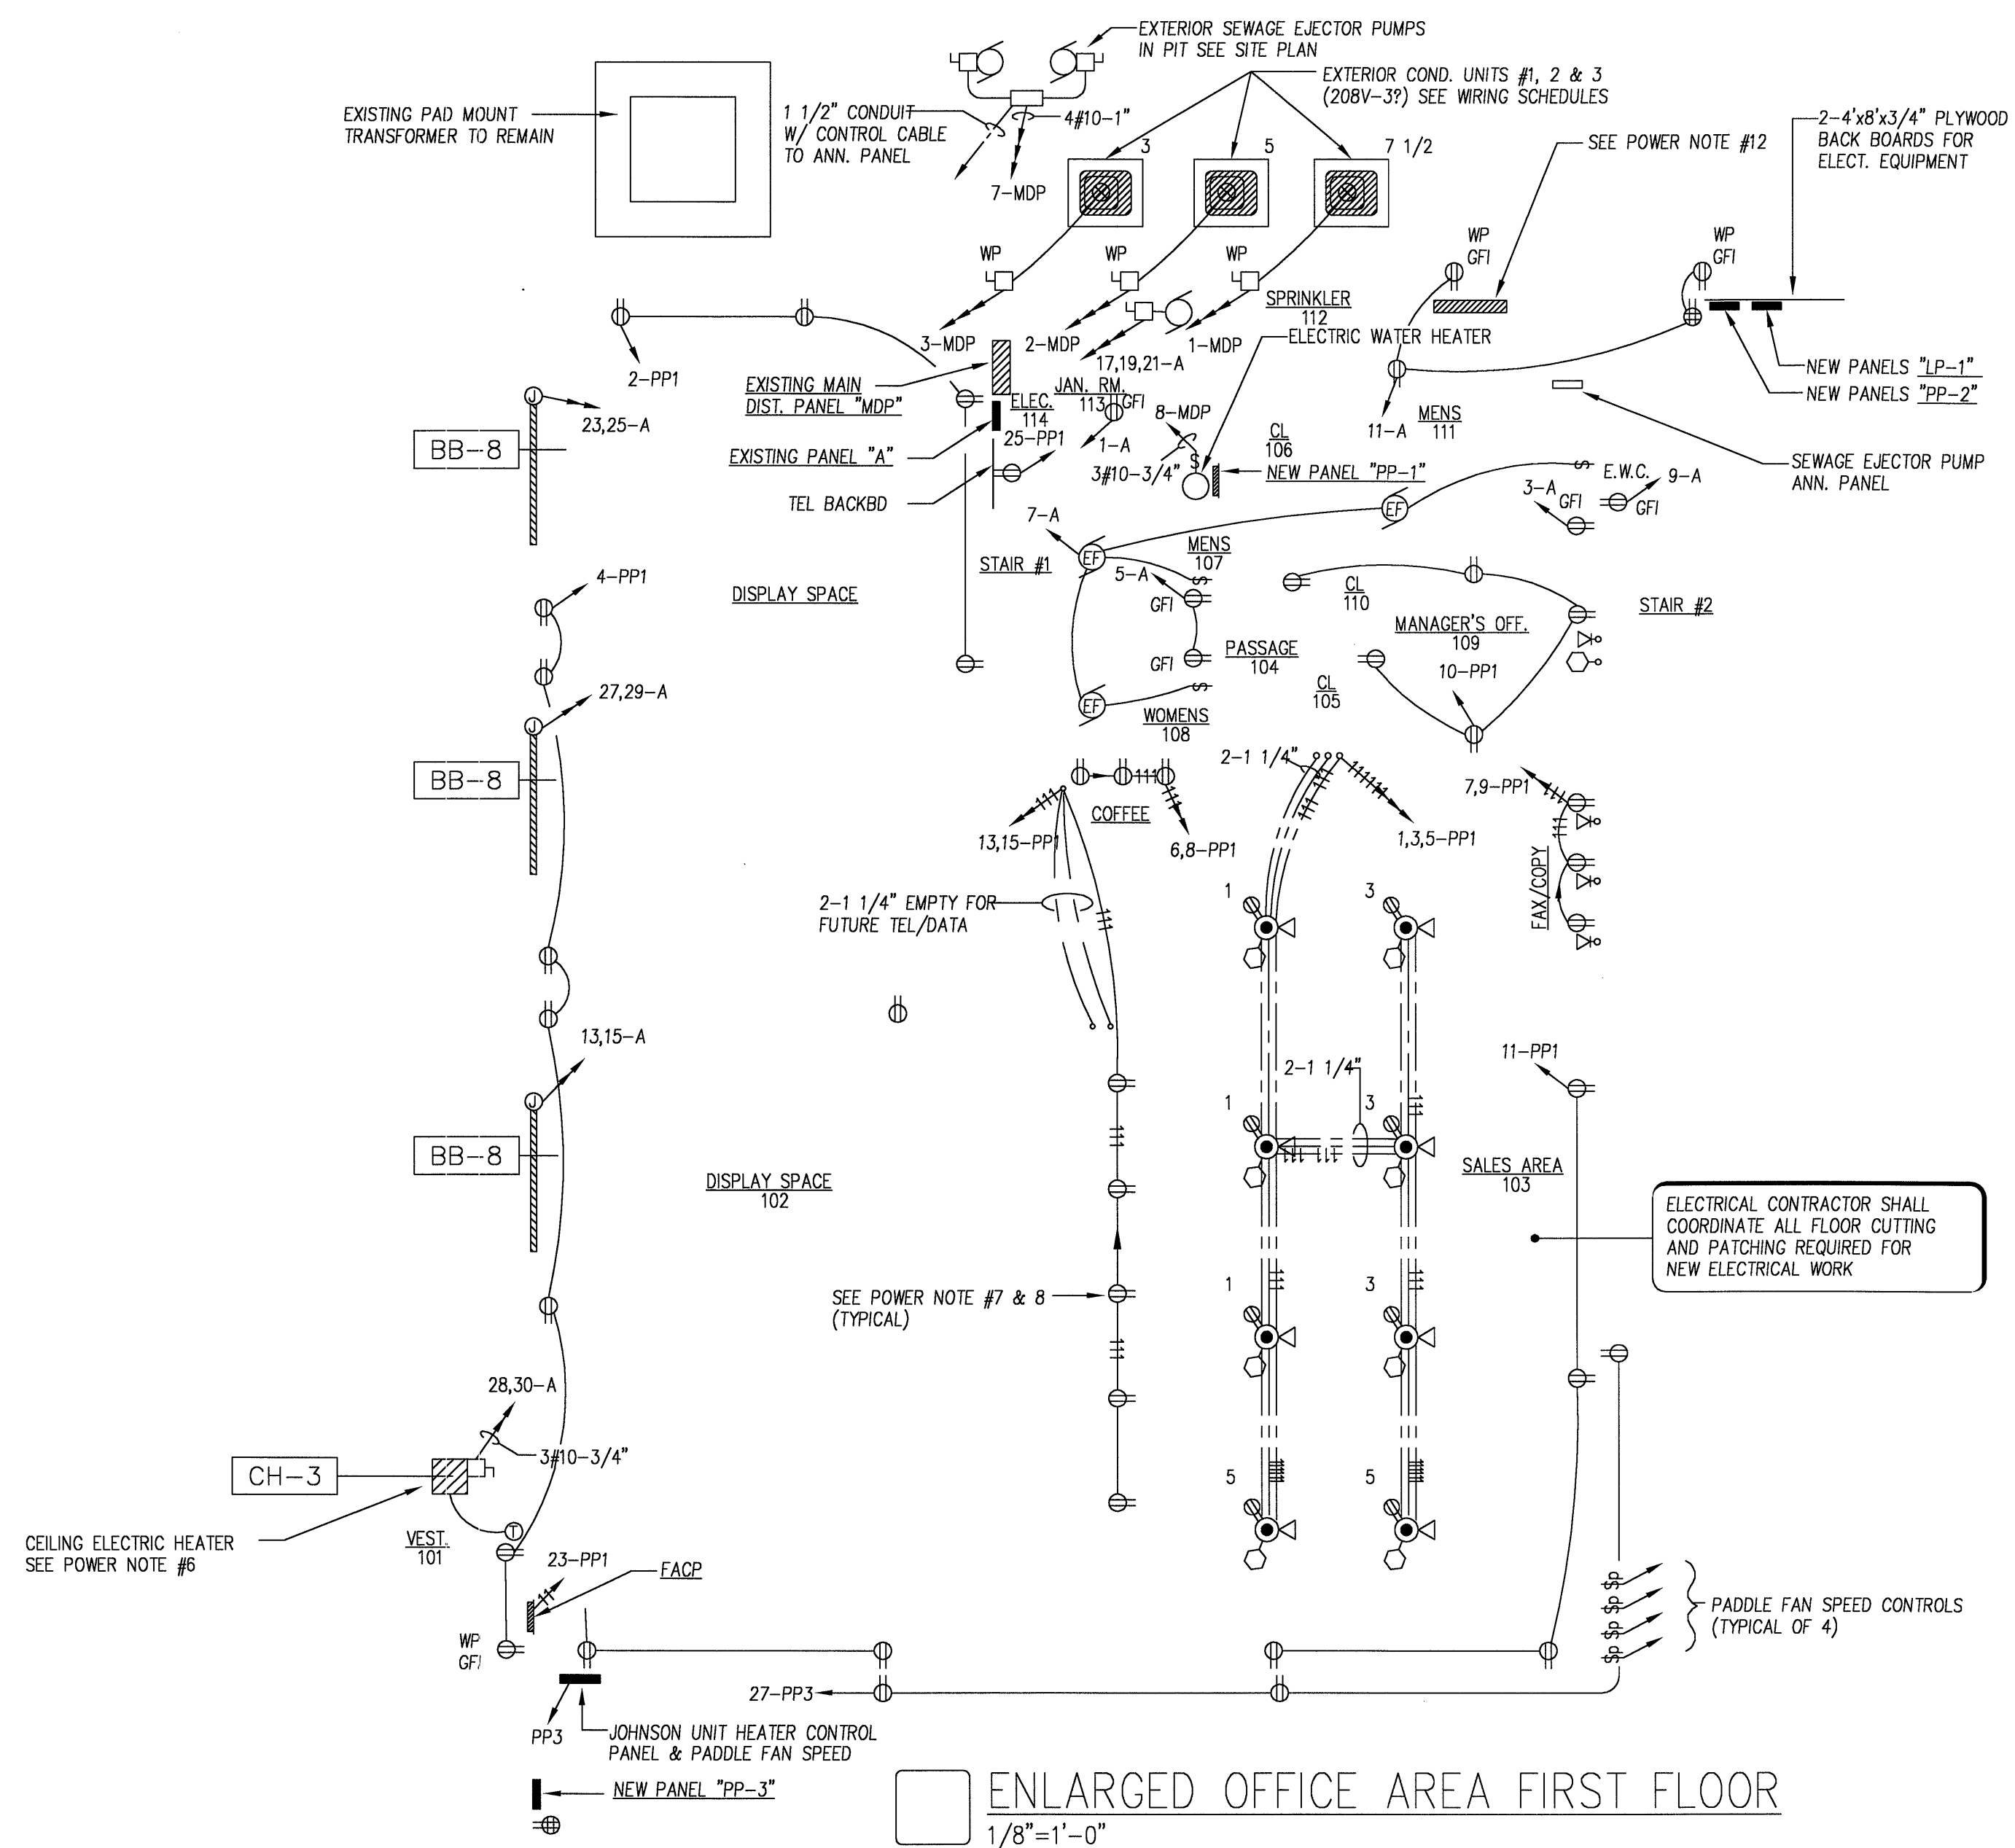 EXTERIOR SEWAGE EJECTOR PUMPS
IN PIT SEE SITE PLAN
EXTERIOR COND. UNITS #1, 2 & 3
(208V-3?) SEE WIRING SCHEDULES
EXISTING PAD MOUNT
TRANSFORMER TO REMAIN
1 1/2" CONDUIT
W/ CONTROL CABLE
TO ANN. PANEL
4#10-1"
7-MDP
3
5
7 1/2
SEE POWER NOTE #12
2-4'x8'x3/4" PLYWOOD
BACK BOARDS FOR
ELECT. EQUIPMENT
WP
WP
WP
WP
GFI
WP
GFI
SPRINKLER
112
3-MDP
2-MDP
1-MDP
ELECTRIC WATER HEATER
17,19,21-A
2-PP1
EXISTING MAIN
DIST. PANEL "MDP"
JAN. RM.
113
GFI
ELEC.
114
NEW PANELS "LP-1"
NEW PANELS "PP-2"
23,25-A
BB-8
25-PP1
1-A
8-MDP
3#10-3/4"
CL
106
11-A
MENS
111
EXISTING PANEL "A"
TEL BACKBD
NEW PANEL "PP-1"
SEWAGE EJECTOR PUMP
ANN. PANEL
S
S
E.W.C.
9-A
3-A
GFI
GFI
7-A
EF
EF
MENS
107
S
5-A
GFI
STAIR #1
4-PP1
DISPLAY SPACE
CL
110
MANAGER'S OFF.
109
STAIR #2
GFI
PASSAGE
104
10-PP1
CL
105
J
J
27,29-A
BB-8
EF
S
WOMENS
108
2-1 1/4"
7,9-PP1
COFFEE
13,15-PP1
6,8-PP1
1,3,5-PP1
FAX/COPY
2-1 1/4" EMPTY FOR
FUTURE TEL/DATA
1
3
13,15-A
J
BB-8
11-PP1
2-1 1/4"
1
3
DISPLAY SPACE
102
SALES AREA
103
ELECTRICAL CONTRACTOR SHALL
COORDINATE ALL FLOOR CUTTING
AND PATCHING REQUIRED FOR
NEW ELECTRICAL WORK
SEE POWER NOTE #7 & 8
(TYPICAL)
1
3
28,30-A
3#10-3/4"
CH-3
5
5
CEILING ELECTRIC HEATER
SEE POWER NOTE #6
VEST.
101
T
23-PP1
FACP
WP
GFI
Sp
Sp
Sp
Sp
PADDLE FAN SPEED CONTROLS
(TYPICAL OF 4)
27-PP3
PP3
JOHNSON UNIT HEATER CONTROL
PANEL & PADDLE FAN SPEED
NEW PANEL "PP-3"
ENLARGED OFFICE AREA FIRST FLOOR
1/8"=1'-0"